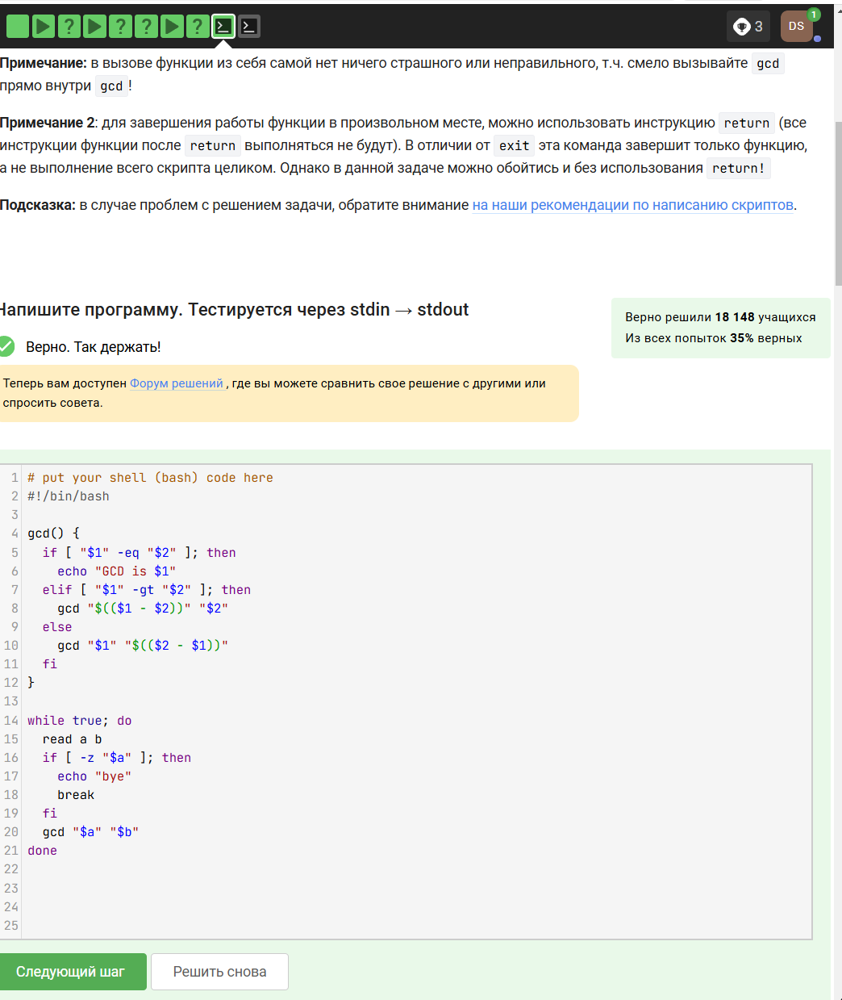 ? ? ? ? 3 DS 1
Примечание: в вызове функции из себя самой нет ничего страшного или неправильного, т.ч. смело вызывайте gcd
прямо внутри gcd !
Примечание 2: для завершения работы функции в произвольном месте, можно использовать инструкцию return (все
инструкции функции после return выполняться не будут). В отличии от exit эта команда завершит только функцию,
а не выполнение всего скрипта целиком. Однако в данной задаче можно обойтись и без использования return!
Подсказка: в случае проблем с решением задачи, обратите внимание на наши рекомендации по написанию скриптов.
Напишите программу. Тестируется через stdin → stdout
Верно решили 18 148 учащихся
Из всех попыток 35% верных
Верно. Так держать!
Теперь вам доступен Форум решений , где вы можете сравнить свое решение с другими или
спросить совета.
1 # put your shell (bash) code here
2 #!/bin/bash
3
4 gcd() {
5   if [ "$1" -eq "$2" ]; then
6     echo "GCD is $1"
7   elif [ "$1" -gt "$2" ]; then
8     gcd "$(($1 - $2))" "$2"
9   else
10     gcd "$1" "$(($2 - $1))"
11   fi
12 }
13
14 while true; do
15   read a b
16   if [ -z "$a" ]; then
17     echo "bye"
18     break
19   fi
20   gcd "$a" "$b"
21 done
22
23
24
25
Следующий шаг Решить снова